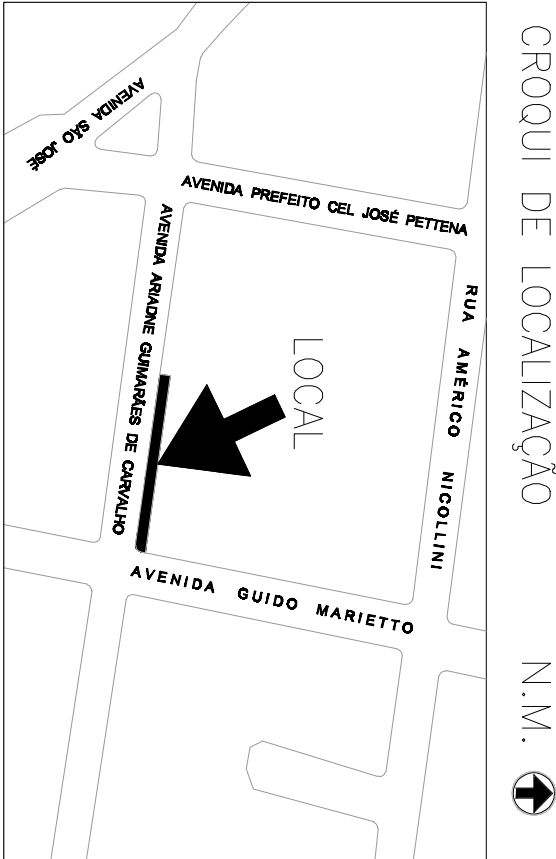 CROQUI DE LOCALIZAÇÃO
N.M.
AVENIDA SÃO JOSÉ
AVENIDA PREFEITO CEL JOSÉ PETTENA
RUA AMÉRICO NICOLLINI
AVENIDA ARIADNE GUIMARÃES DE CARVALHO
LOCAL
AVENIDA GUIDO MARIETTO